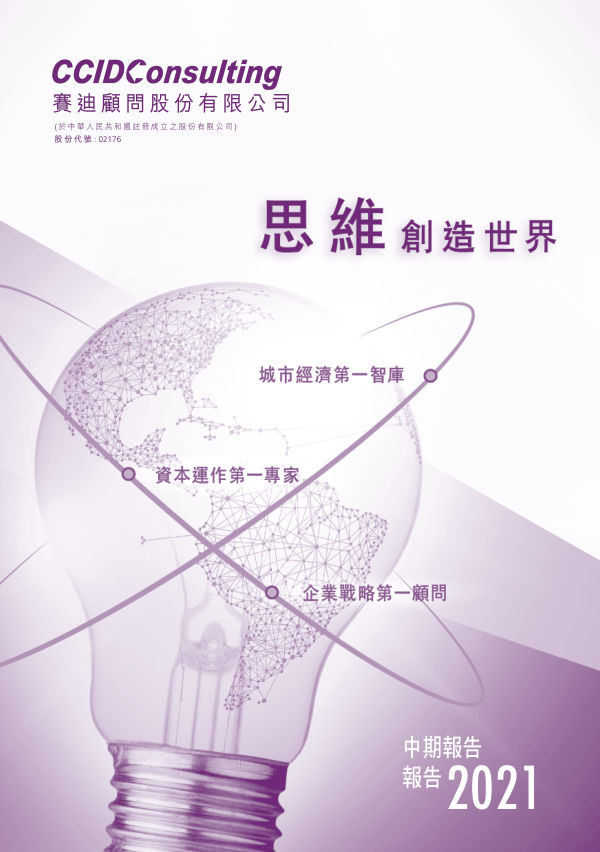 CCIDConsulting
賽迪顧問股份有限公司
(於中華人民共和國註冊成立之股份有限公司)
股份代號 : 02176
思維 創造世界
城市經濟第一智庫
資本運作第一專家
企業戰略第一顧問
中期報告
報告 2021